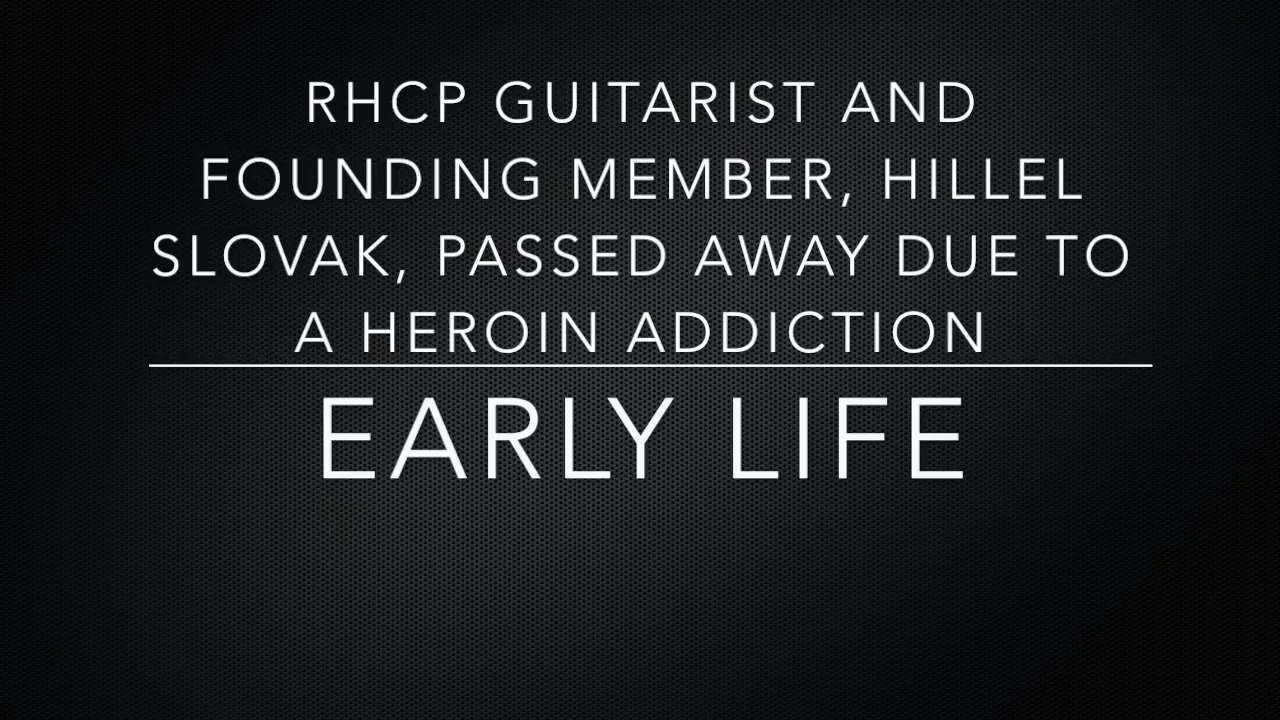 RHCP GUITARIST AND
FOUNDING MEMBER, HILLEL
SLOVAK, PASSED AWAY DUE TO
A HEROIN ADDICTION
EARLY LIFE